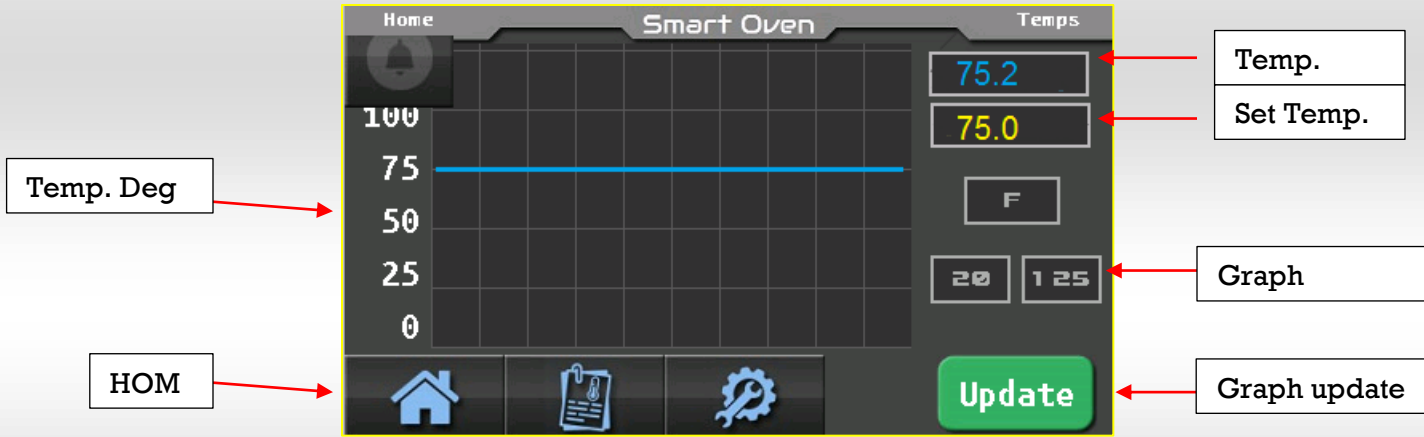 Home
Smart Oven
Temps
75.2
Temp.
75.0
Set Temp.
100
75
Temp. Deg
F
50
25
20
125
Graph
0
HOM
Update
Graph update